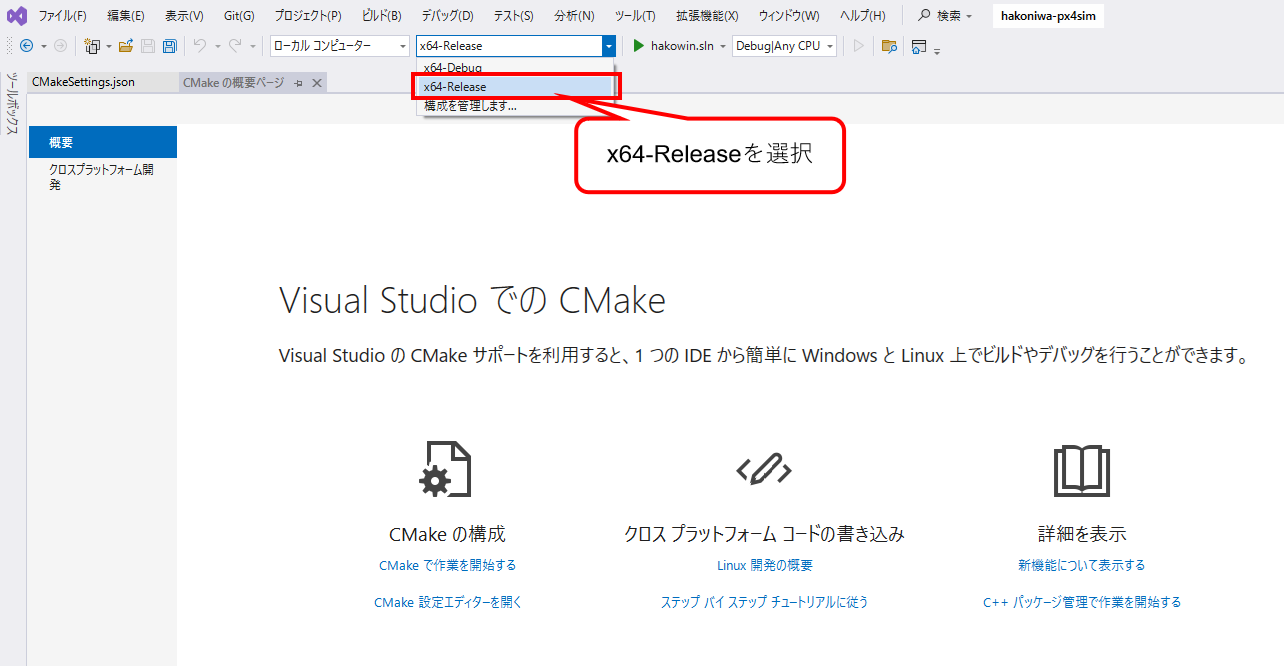 ファイル(F) 編集(E) 表示(V) Git(G) プロジェクト(P) ビルド(B) デバッグ(D) テスト(S) 分析(N) ツール(T) 拡張機能(X) ウィンドウ(W) ヘルプ(H) 検索 hakoniwa-px4sim
ローカル コンピューター x64-Release hakowin.sln Debug|Any CPU
x64-Debug
x64-Release
構成を管理します...
x64-Releaseを選択
ツールボックス
CMakeSettings.json CMake の概要ページ
概要
クロスプラットフォーム開
発
Visual Studio での CMake
Visual Studio の CMake サポートを利用すると、1 つの IDE から簡単に Windows と Linux 上でビルドやデバッグを行うことができます。
CMake の構成
CMake で作業を開始する
CMake 設定エディターを開く
クロス プラットフォーム コードの書き込み
Linux 開発の概要
ステップ バイ ステップ チュートリアルに従う
詳細を表示
新機能について表示する
C++ パッケージ管理で作業を開始する